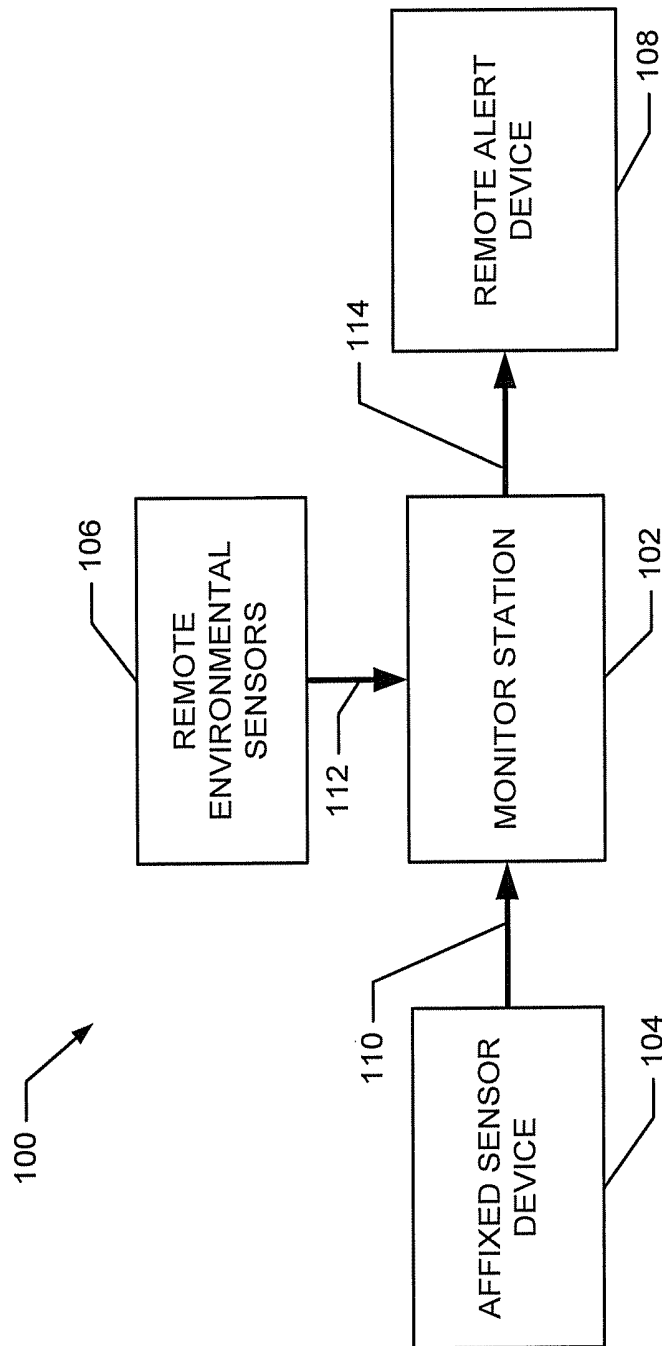 100
REMOTE
ENVIRONMENTAL
SENSORS
106
112
AFFIXED SENSOR
DEVICE
104
110
MONITOR STATION
102
114
REMOTE ALERT
DEVICE
108